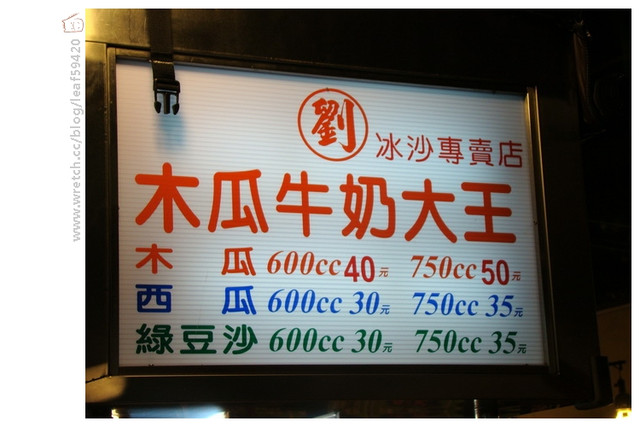 www.wretch.cc/blog/leaf59420
劉
冰沙專賣店
木瓜牛奶大王
木瓜 600cc 40元 750cc 50元
西瓜 600cc 30元 750cc 35元
綠豆沙 600cc 30元 750cc 35元